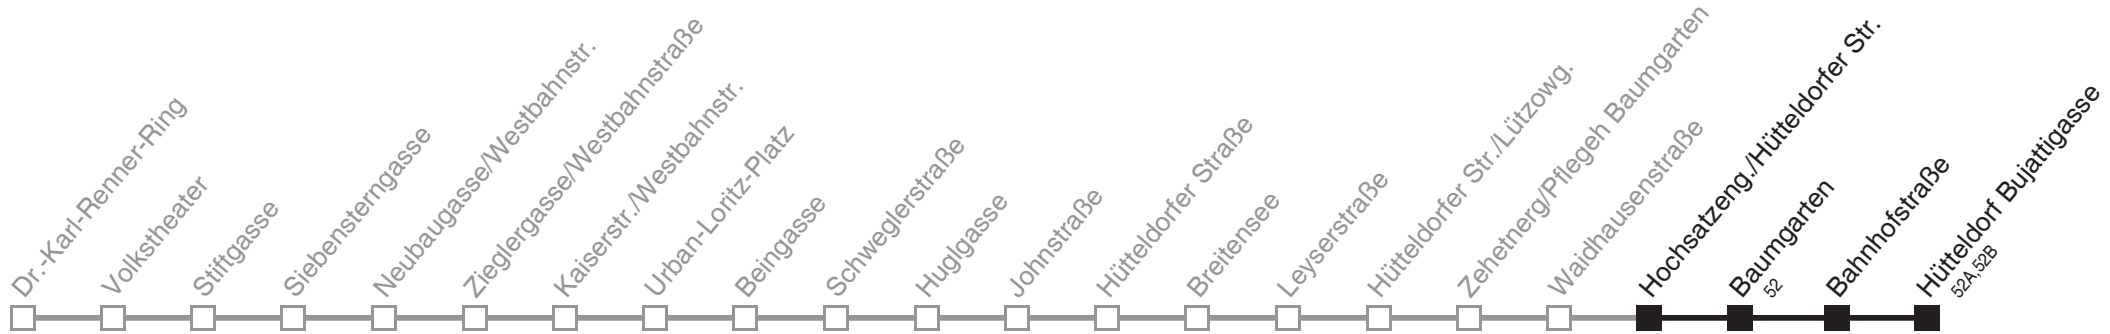 Dr.-Karl-Renner-Ring
Volkstheater
Stiftgasse
Siebensterngasse
Neubaugasse/Westbahnstr.
Zieglergasse/Westbahnstraße
Kaiserstr./Westbahnstr.
Urban-Loritz-Platz
Beingasse
Schweglerstraße
Huglgasse
Johnstraße
Hütteldorfer Straße
Breitensee
Leyserstraße
Hütteldorfer Str./Lützowg.
Zehetnerg/Pflegeh Baumgarten
Waidhausenstraße
Hochsatzeng./Hütteldorfer Str.
Baumgarten
52
Bahnhofstraße
Hütteldorf Bujattigasse
52A,52B